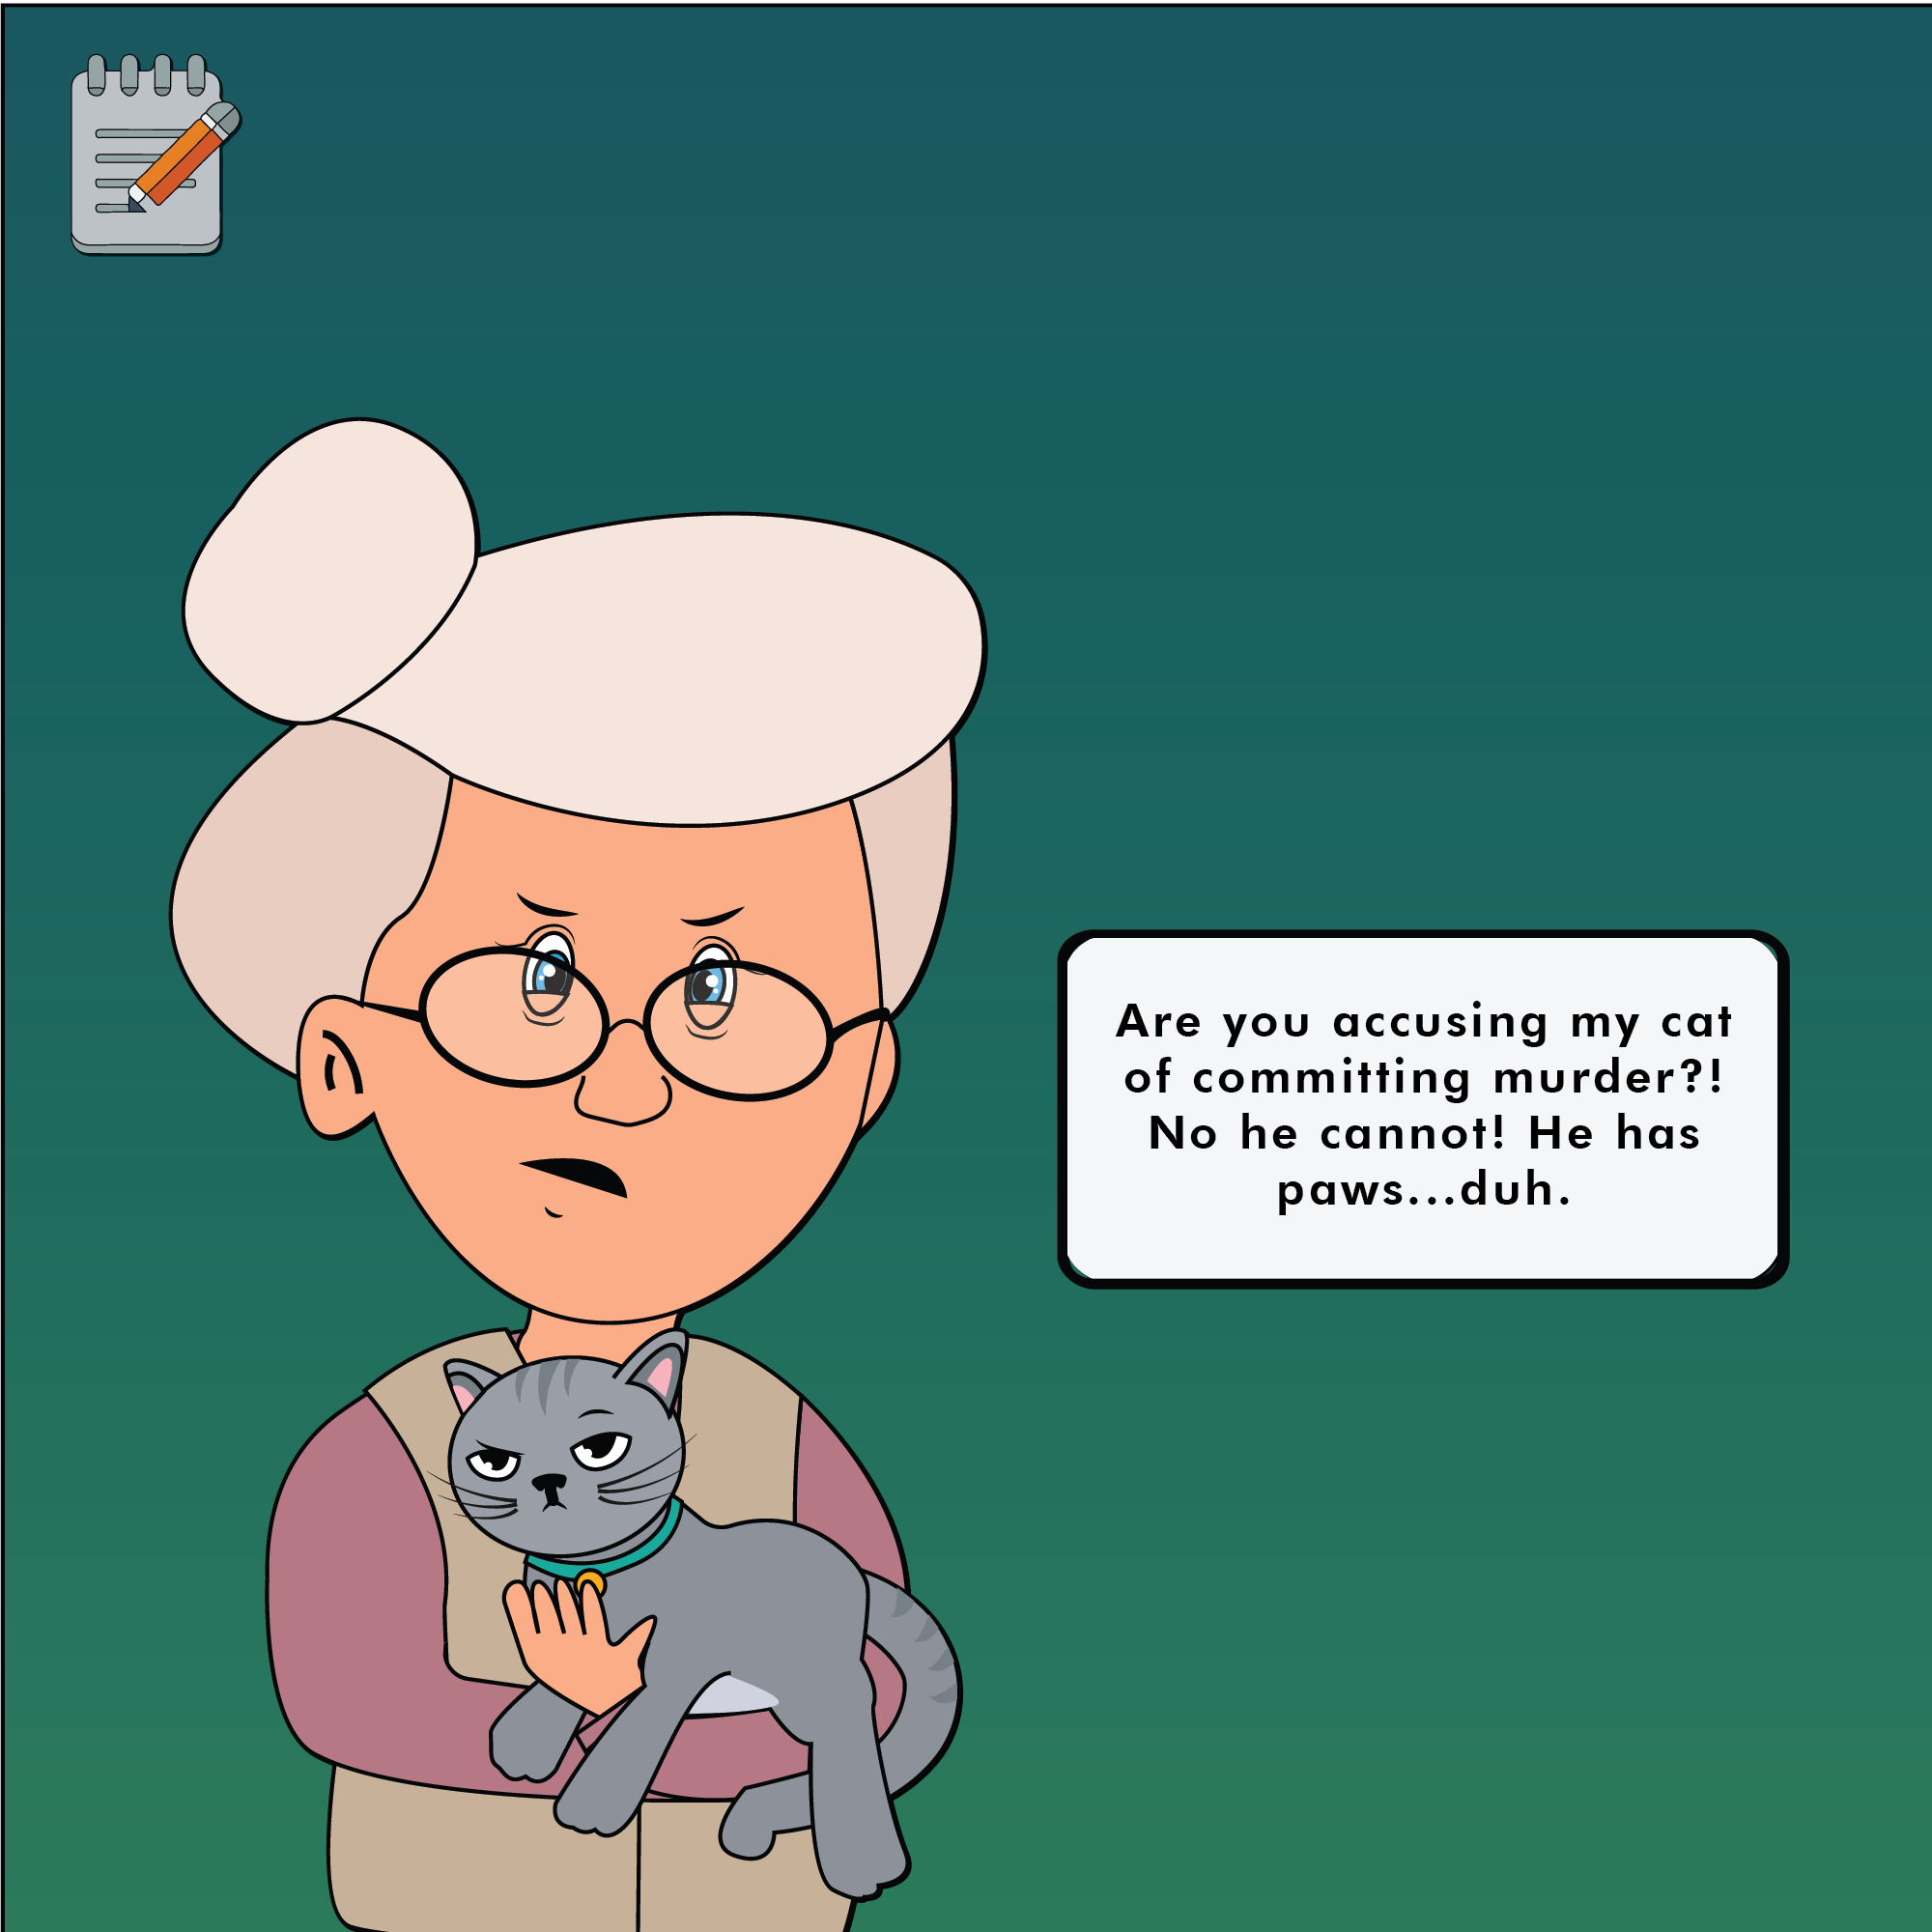 Are you accusing my cat
of committing murder?!
No he cannot! He has
paws...duh.